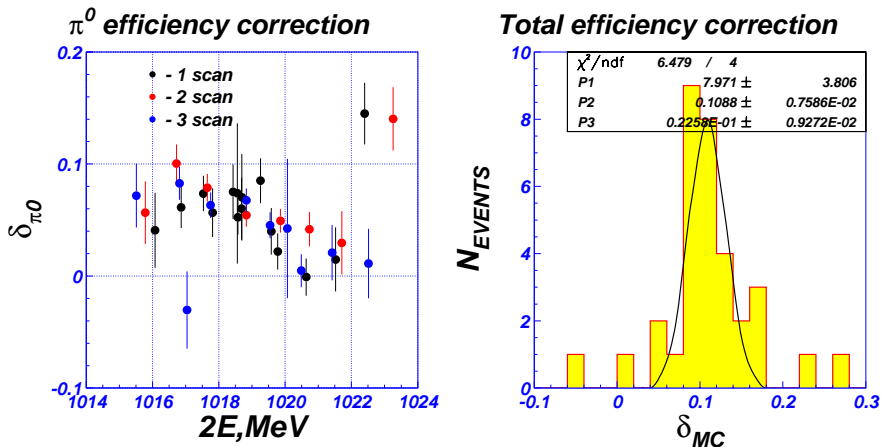 π⁰ efficiency correction
0.2
0.1
0
-0.1
- 1 scan
- 2 scan
- 3 scan
δπ0
1014 1016 1018 1020 1022 1024
2E,MeV
Total efficiency correction
χ²/ndf 6.479 / 4
P1 7.971 ± 3.806
P2 0.1088 ± 0.7586E-02
P3 0.2258E-01 ± 0.9272E-02
10
8
6
4
2
0
N EVENTS
-0.1 0 0.1 0.2 0.3
δMC